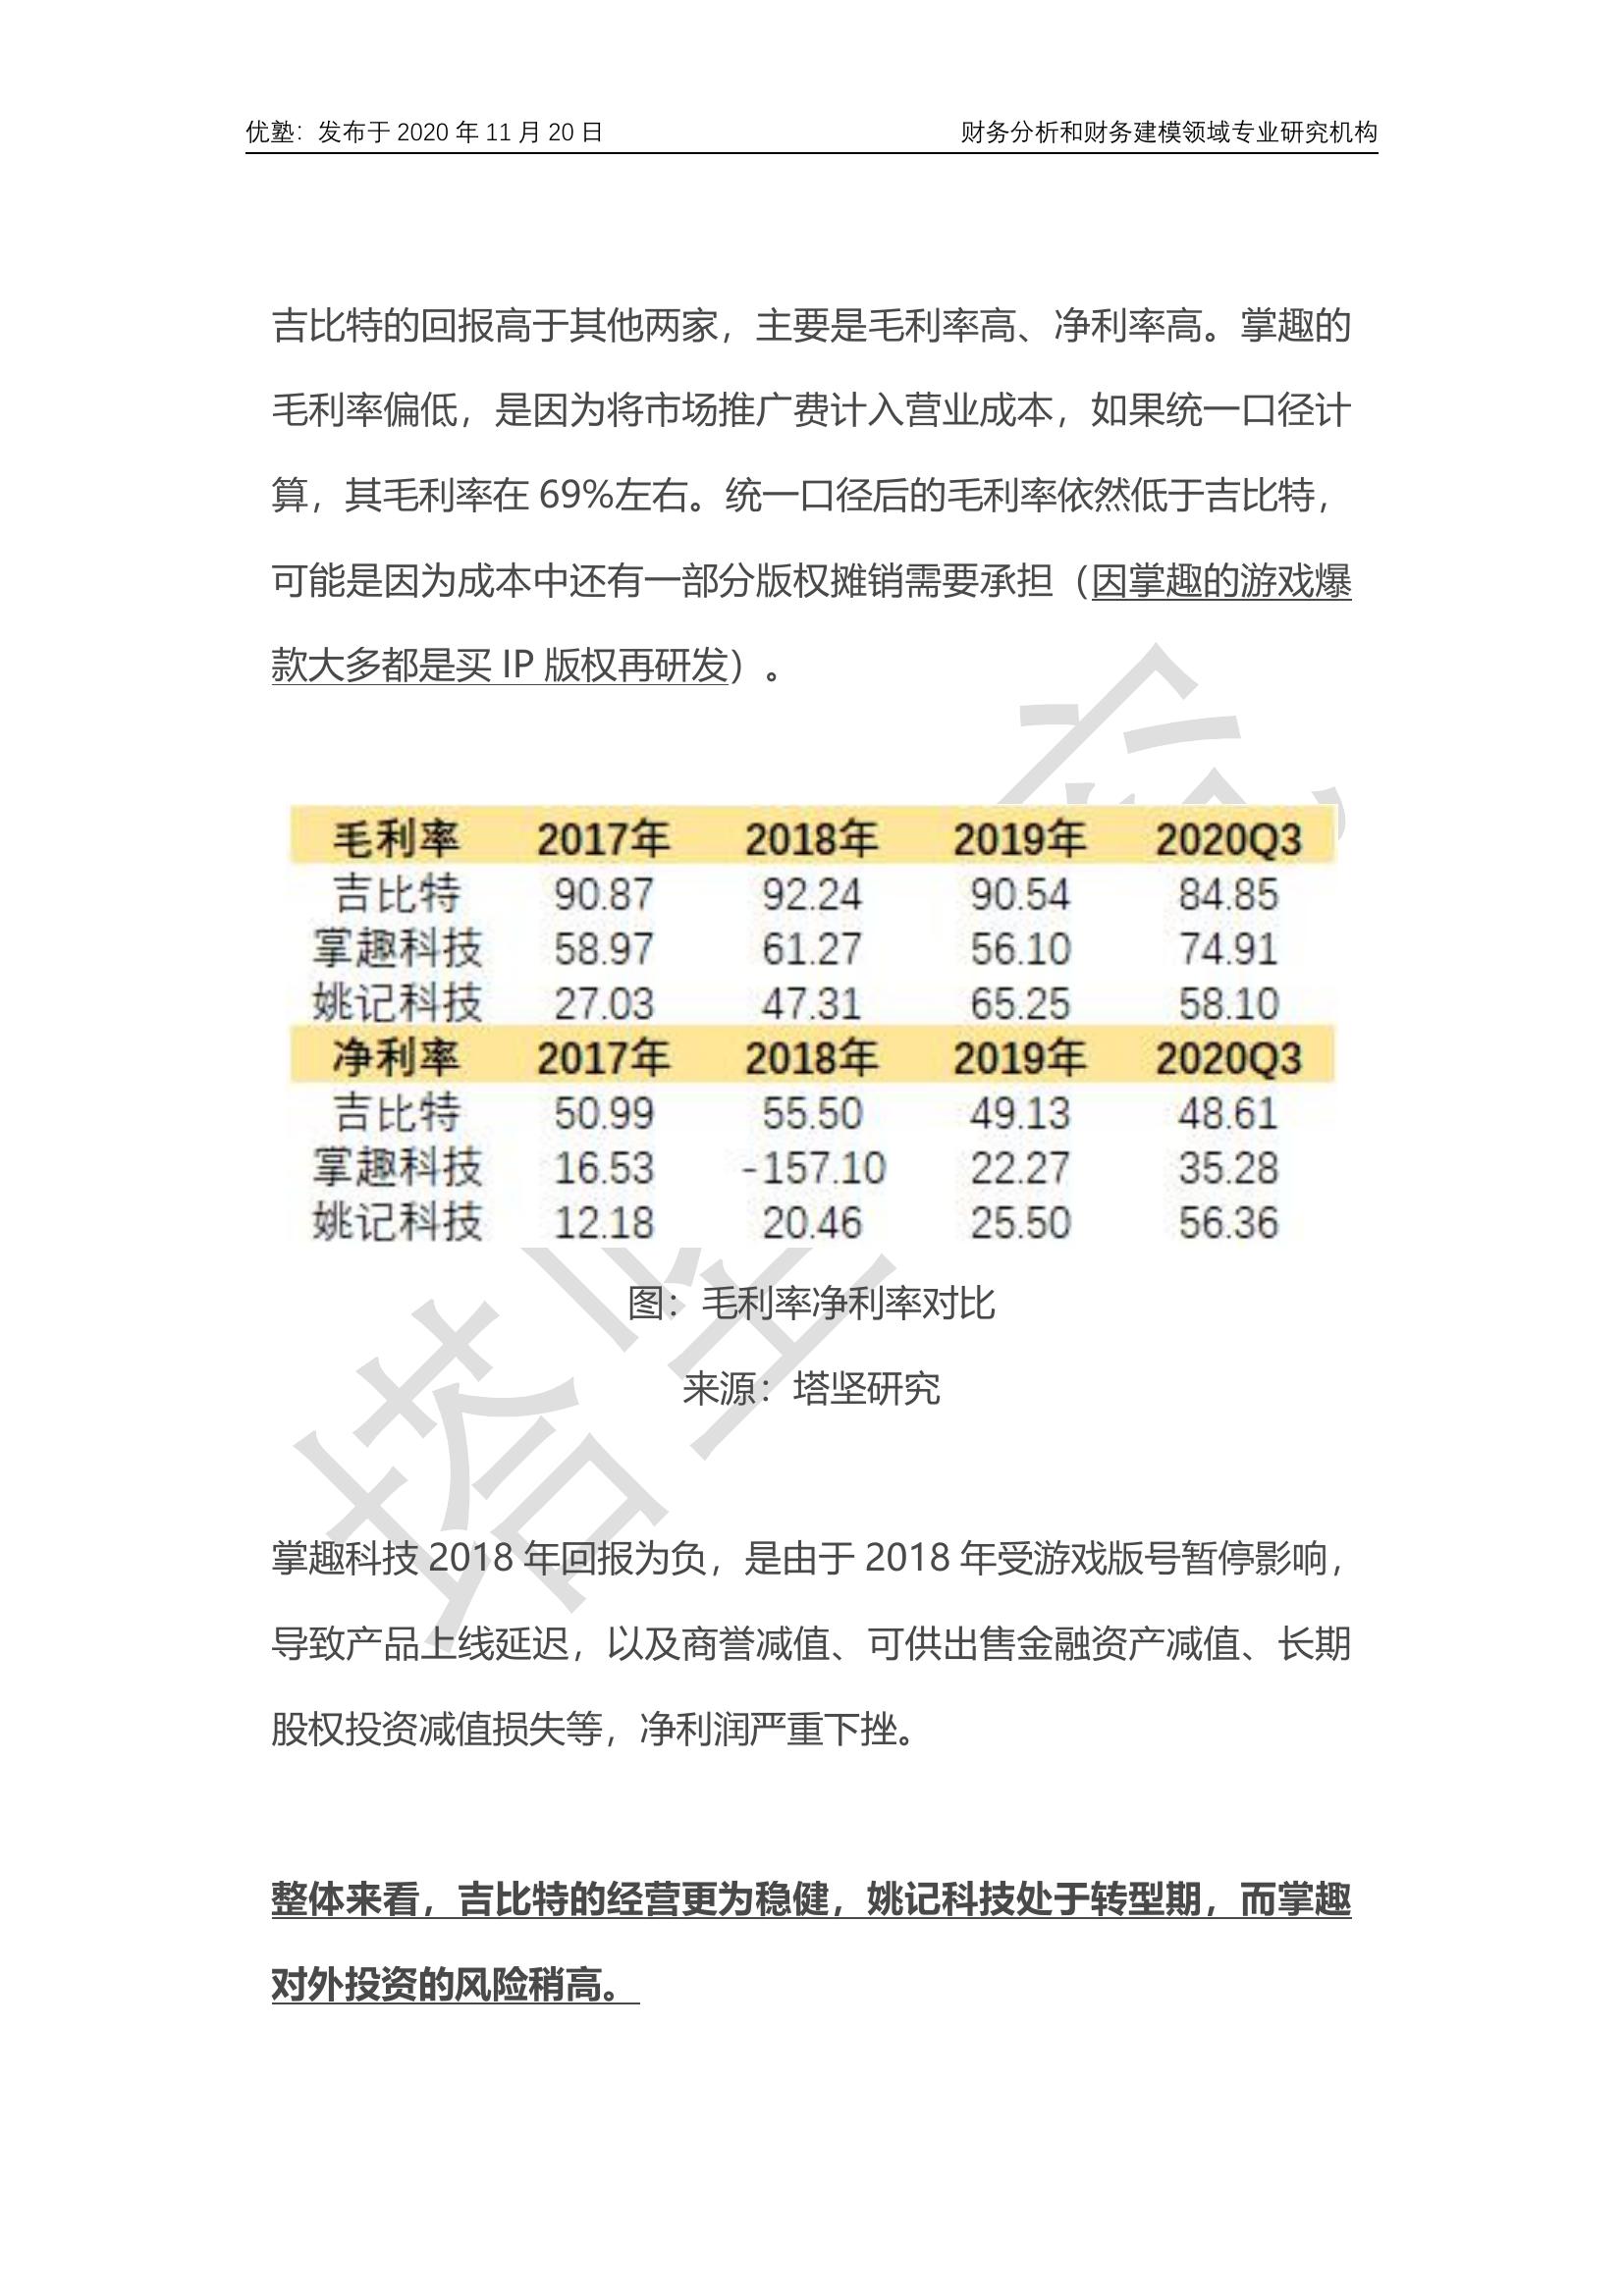 优塾：发布于 2020 年 11 月 20 日 财务分析和财务建模领域专业研究机构
吉比特的回报高于其他两家，主要是毛利率高、净利率高。掌趣的
毛利率偏低，是因为将市场推广费计入营业成本，如果统一口径计
算，其毛利率在 69%左右。统一口径后的毛利率依然低于吉比特，
可能是因为成本中还有一部分版权摊销需要承担（因掌趣的游戏爆
款大多都是买 IP 版权再研发）。
毛利率 2017年 2018年 2019年 2020Q3
吉比特 90.87 92.24 90.54 84.85
掌趣科技 58.97 61.27 56.10 74.91
姚记科技 27.03 47.31 65.25 58.10
净利率 2017年 2018年 2019年 2020Q3
吉比特 50.99 55.50 49.13 48.61
掌趣科技 16.53 -157.10 22.27 35.28
姚记科技 12.18 20.46 25.50 56.36
图：毛利率净利率对比
来源：塔坚研究
掌趣科技 2018 年回报为负，是由于 2018 年受游戏版号暂停影响，
导致产品上线延迟，以及商誉减值、可供出售金融资产减值、长期
股权投资减值损失等，净利润严重下挫。
整体来看，吉比特的经营更为稳健，姚记科技处于转型期，而掌趣
对外投资的风险稍高。